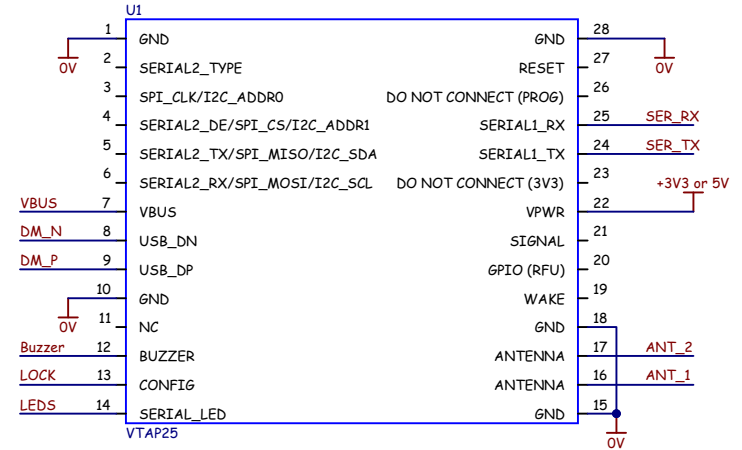 U1
1 GND GND 28
0V 0V
2 SERIAL2_TYPE RESET 27
3 SPI_CLK/I2C_ADDR0 DO NOT CONNECT (PROG) 26
4 SERIAL2_DE/SPI_CS/I2C_ADDR1 SERIAL1_RX 25 SER_RX
5 SERIAL2_TX/SPI_MISO/I2C_SDA SERIAL1_TX 24 SER_TX
6 SERIAL2_RX/SPI_MOSI/I2C_SCL DO NOT CONNECT (3V3) 23
+3V3 or 5V
VBUS 7 VBUS VPWR 22
DM_N 8 USB_DN SIGNAL 21
DM_P 9 USB_DP GPIO (RFU) 20
10 GND WAKE 19
0V 11 NC GND 18
Buzzer 12 BUZZER ANTENNA 17 ANT_2
LOCK 13 CONFIG ANTENNA 16 ANT_1
LEDS 14 SERIAL_LED GND 15
VTAP25
0V